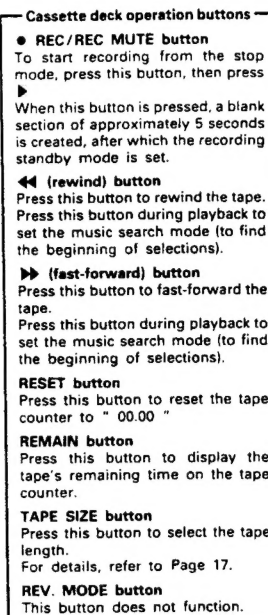 Cassette deck operation buttons
● REC/REC MUTE button
To start recording from the stop
mode, press this button, then press
▶
When this button is pressed, a blank
section of approximately 5 seconds
is created, after which the recording
standby mode is set.
◀◀ (rewind) button
Press this button to rewind the tape.
Press this button during playback to
set the music search mode (to find
the beginning of selections).
▶▶ (fast-forward) button
Press this button to fast-forward the
tape.
Press this button during playback to
set the music search mode (to find
the beginning of selections).
RESET button
Press this button to reset the tape
counter to " 00.00 "
REMAIN button
Press this button to display the
tape's remaining time on the tape
counter.
TAPE SIZE button
Press this button to select the tape
length.
For details, refer to Page 17.
REV. MODE button
This button does not function.